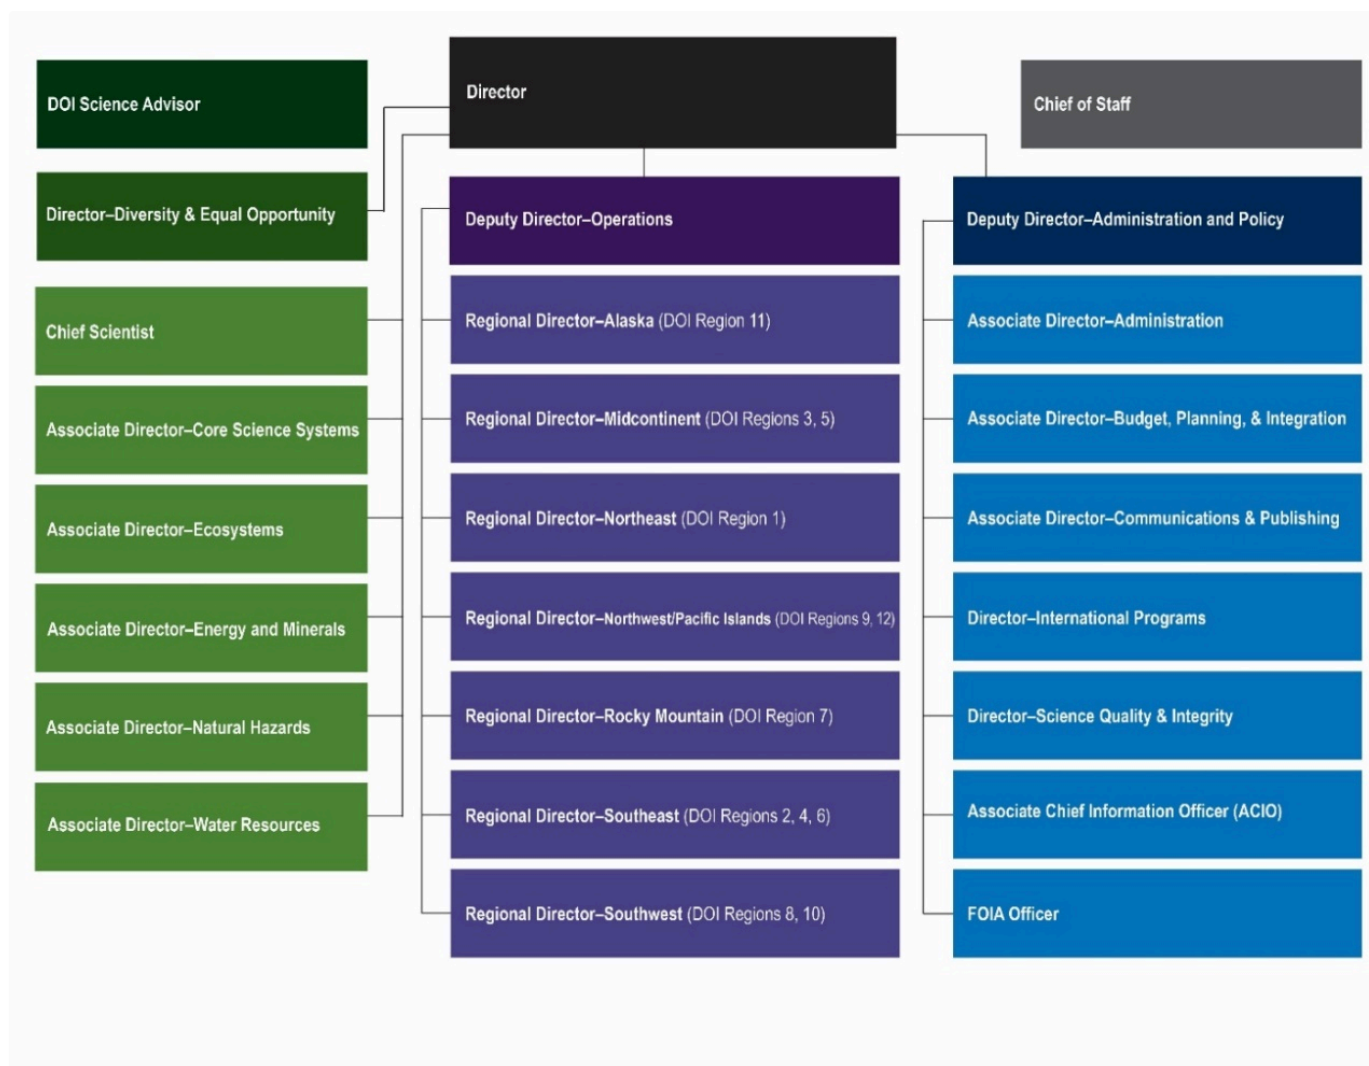 DOI Science Advisor
Director–Diversity & Equal Opportunity
Chief Scientist
Associate Director–Core Science Systems
Associate Director–Ecosystems
Associate Director–Energy and Minerals
Associate Director–Natural Hazards
Associate Director–Water Resources
Director
Deputy Director–Operations
Regional Director–Alaska (DOI Region 11)
Regional Director–Midcontinent (DOI Regions 3, 5)
Regional Director–Northeast (DOI Region 1)
Regional Director–Northwest/Pacific Islands (DOI Regions 9, 12)
Regional Director–Rocky Mountain (DOI Region 7)
Regional Director–Southeast (DOI Regions 2, 4, 6)
Regional Director–Southwest (DOI Regions 8, 10)
Chief of Staff
Deputy Director–Administration and Policy
Associate Director–Administration
Associate Director–Budget, Planning, & Integration
Associate Director–Communications & Publishing
Director–International Programs
Director–Science Quality & Integrity
Associate Chief Information Officer (ACIO)
FOIA Officer